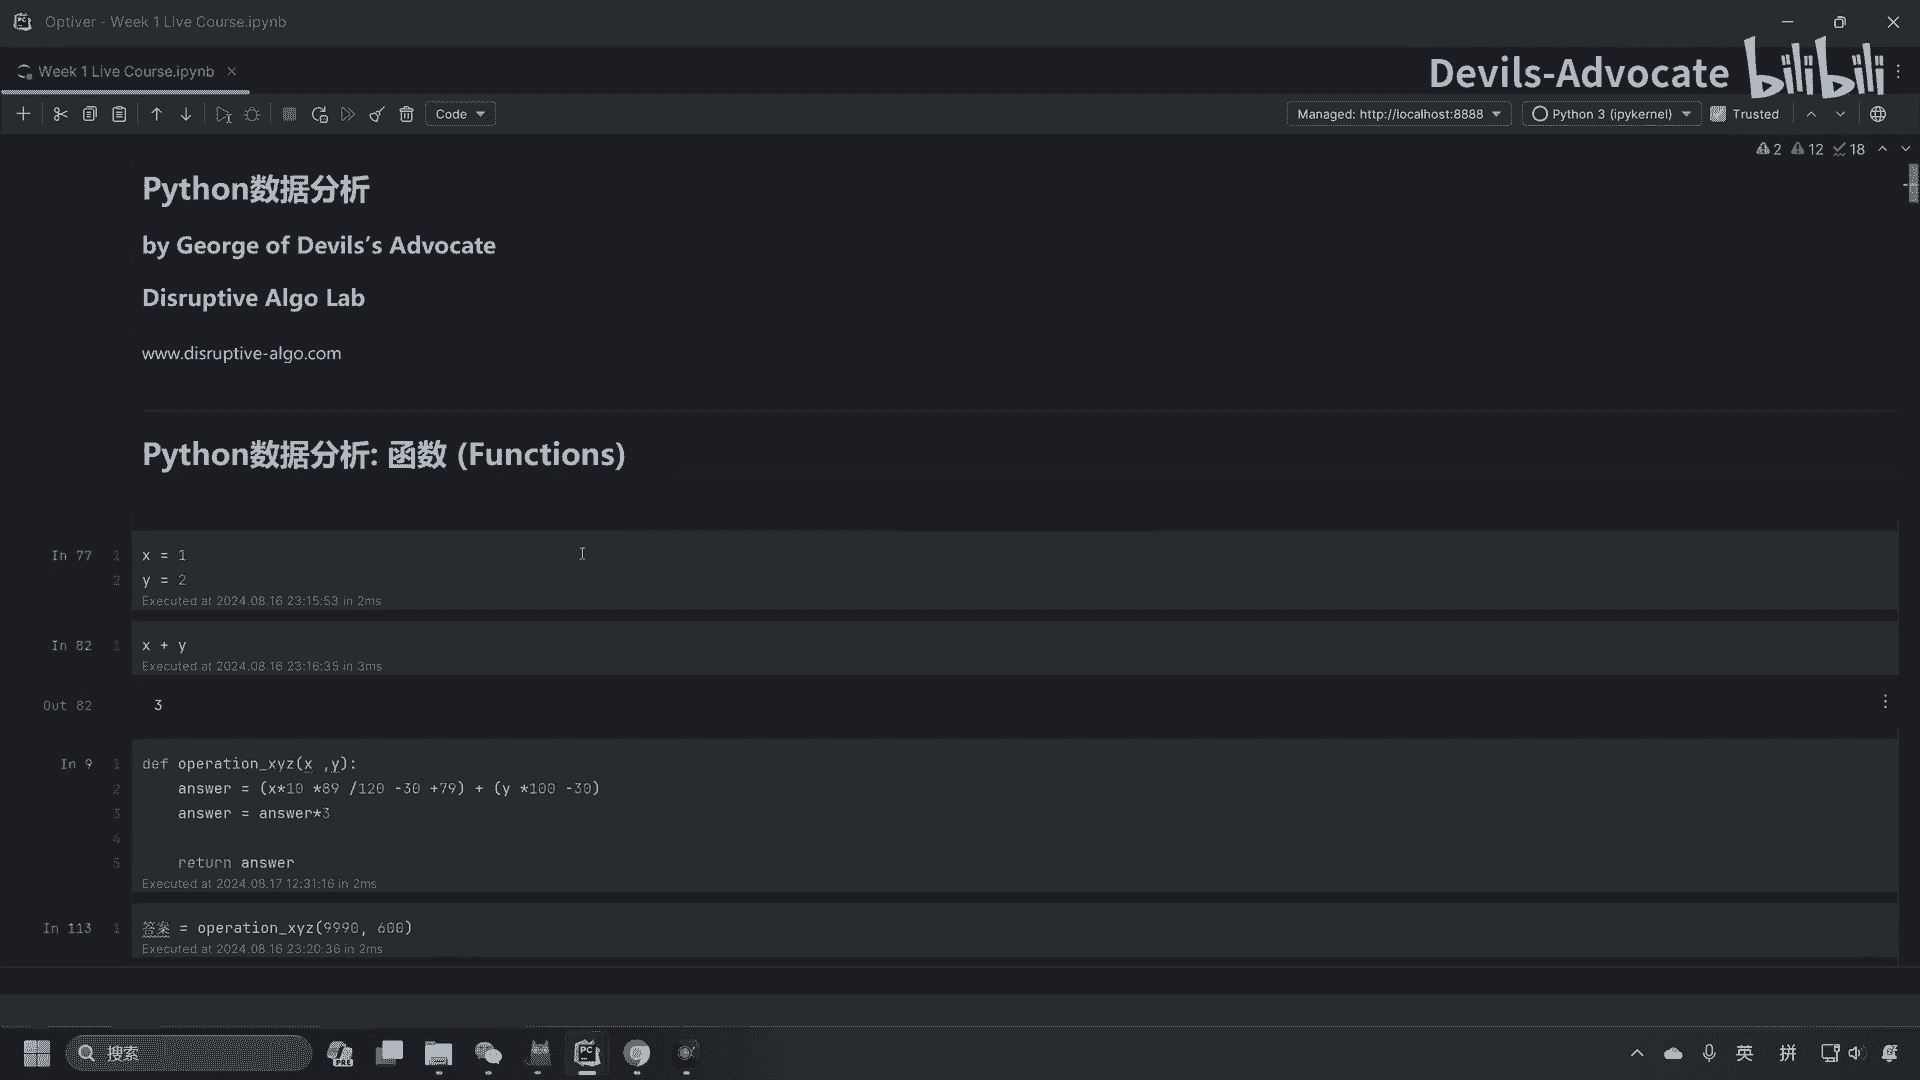 Optiver - Week 1 Live Course.ipynb
Week 1 Live Course.ipynb
Devils-Advocate bilibili
Code
Managed: http://localhost:8888
Python 3 (ipykernel)
Trusted
2 12 18
Python数据分析
by George of Devils's Advocate
Disruptive Algo Lab
www.disruptive-algo.com
Python数据分析: 函数 (Functions)
In 77 1 x = 1
2 y = 2
Executed at 2024.08.16 23:15:53 in 2ms
In 82 1 x + y
Executed at 2024.08.16 23:16:35 in 3ms
Out 82 3
In 9 1 def operation_xyz(x ,y):
2 answer = (x*10 *89 /120 -30 +79) + (y *100 -30)
3 answer = answer*3
4
5 return answer
Executed at 2024.08.17 12:31:16 in 2ms
In 113 1 答案 = operation_xyz(9990, 600)
Executed at 2024.08.16 23:20:36 in 2ms
搜索
PRE
PC
英
拼